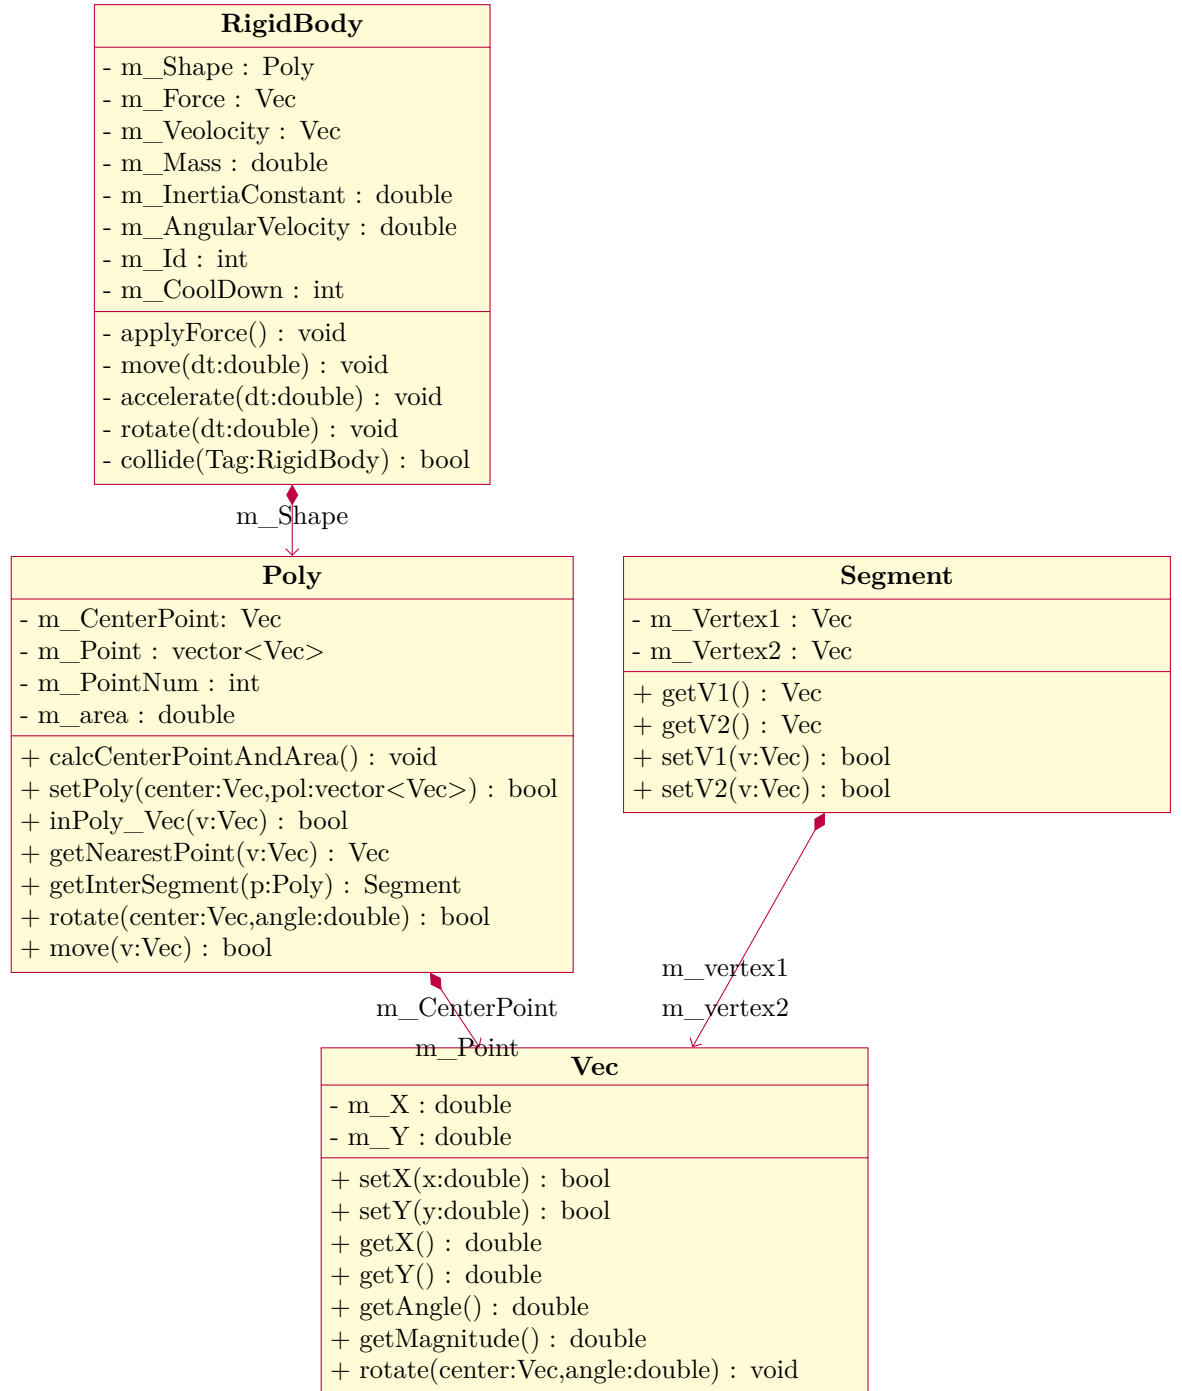 RigidBody
- m_Shape : Poly
- m_Force : Vec
- m_Veolocity : Vec
- m_Mass : double
- m_InertiaConstant : double
- m_AngularVelocity : double
- m_Id : int
- m_CoolDown : int
- applyForce() : void
- move(dt:double) : void
- accelerate(dt:double) : void
- rotate(dt:double) : void
- collide(Tag:RigidBody) : bool
m_Shape
Poly
- m_CenterPoint: Vec
- m_Point : vector<Vec>
- m_PointNum : int
- m_area : double
+ calcCenterPointAndArea() : void
+ setPoly(center:Vec,pol:vector<Vec>) : bool
+ inPoly_Vec(v:Vec) : bool
+ getNearestPoint(v:Vec) : Vec
+ getInterSegment(p:Poly) : Segment
+ rotate(center:Vec,angle:double) : bool
+ move(v:Vec) : bool
Segment
- m_Vertex1 : Vec
- m_Vertex2 : Vec
+ getV1() : Vec
+ getV2() : Vec
+ setV1(v:Vec) : bool
+ setV2(v:Vec) : bool
m_CenterPoint
m_Point
m_vertex1
m_vertex2
Vec
- m_X : double
- m_Y : double
+ setX(x:double) : bool
+ setY(y:double) : bool
+ getX() : double
+ getY() : double
+ getAngle() : double
+ getMagnitude() : double
+ rotate(center:Vec,angle:double) : void